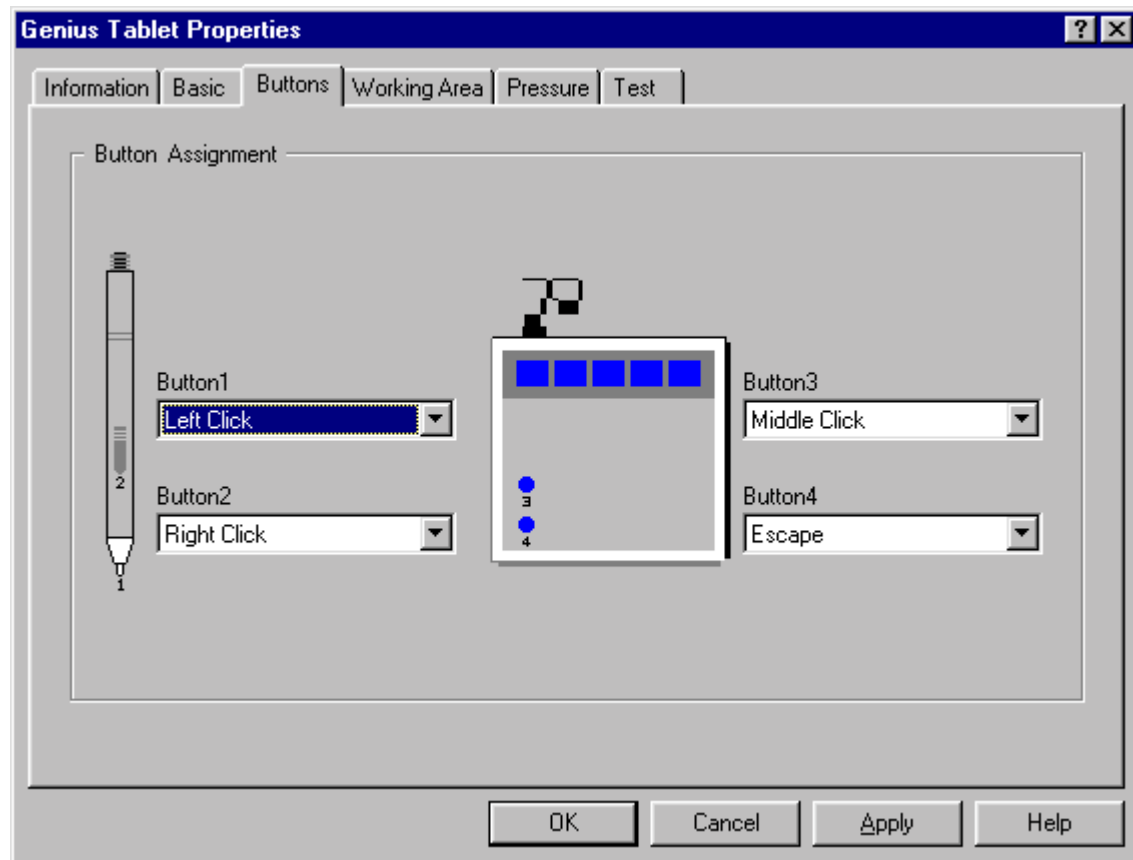 Genius Tablet Properties
Information Basic Buttons Working Area Pressure Test
Button Assignment
Button1
Left Click
2
Button2
Right Click
1
3
4
Button3
Middle Click
Button4
Escape
OK Cancel Apply Help